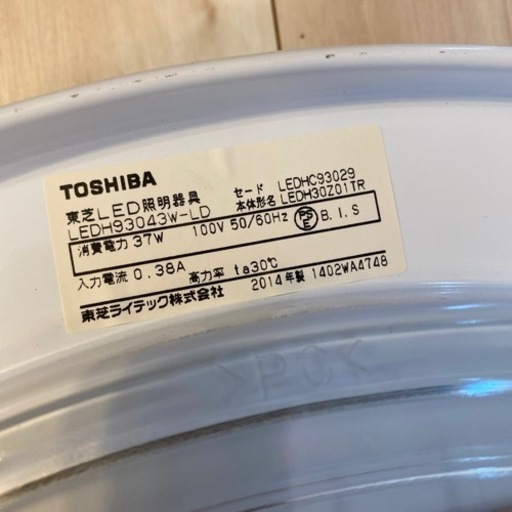 TOSHIBA
東芝LED照明器具 セード LEDHC93029
LEDH93043W-LD 本体形名 LEDH30Z01TR
消費電力 37W 100V 50/60Hz PSE B.I.S
入力電流 0.38A 高力率 ta30℃
東芝ライテック株式会社 2014年製 1402WA4748
>PC<